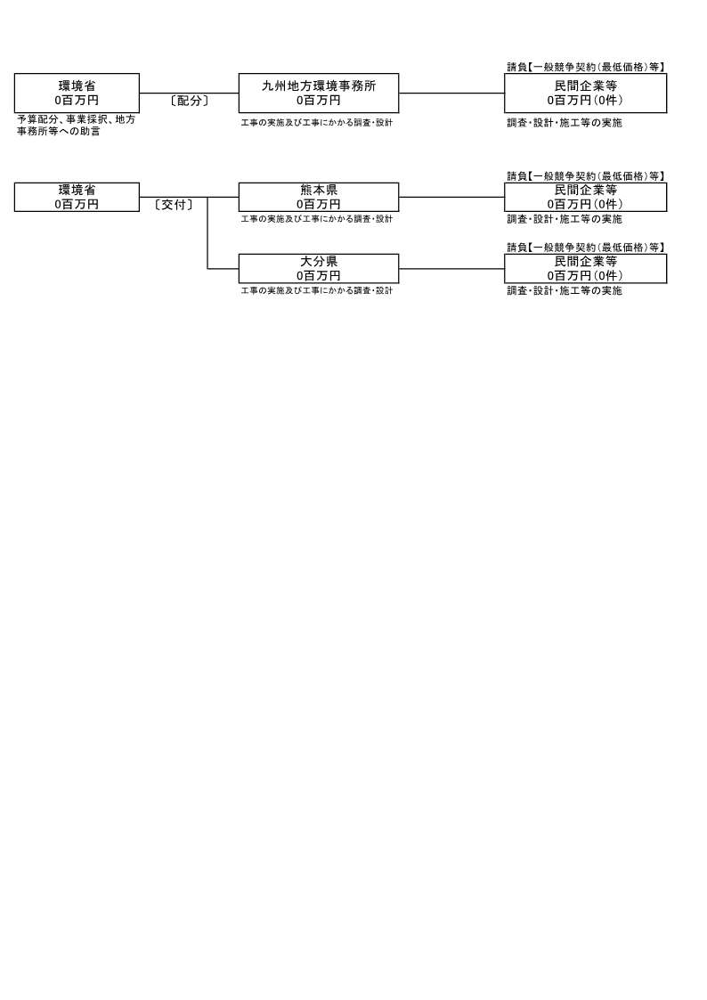 請負【一般競争契約（最低価格）等】
環境省
0百万円
〔配分〕
九州地方環境事務所
0百万円
民間企業等
0百万円（0件）
予算配分、事業採択、地方
事務所等への助言
工事の実施及び工事にかかる調査・設計
調査・設計・施工等の実施
請負【一般競争契約（最低価格）等】
環境省
0百万円
〔交付〕
熊本県
0百万円
民間企業等
0百万円（0件）
工事の実施及び工事にかかる調査・設計
調査・設計・施工等の実施
請負【一般競争契約（最低価格）等】
大分県
0百万円
民間企業等
0百万円（0件）
工事の実施及び工事にかかる調査・設計
調査・設計・施工等の実施